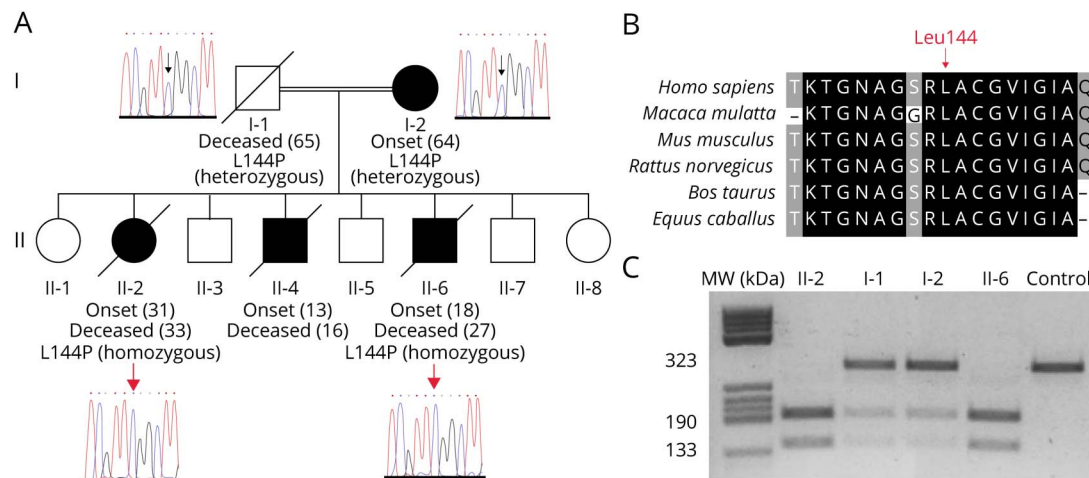 A
I
I-1
Deceased (65)
L144P
(heterozygous)
I-2
Onset (64)
L144P
(heterozygous)
II
II-1
II-2
II-3
II-4
II-5
II-6
II-7
II-8
Onset (31)
Deceased (33)
L144P (homozygous)
Onset (13)
Deceased (16)
Onset (18)
Deceased (27)
L144P (homozygous)
B
Leu144
Homo sapiens TKTGNAGSRLACGVIGIAQ
Macaca mulatta –KTGNAGGRLACGVIGIAQ
Mus musculus TKTGNAGSRLACGVIGIAQ
Rattus norvegicus TKTGNAGSRLACGVIGIAQ
Bos taurus TKTGNAGSRLACGVIGIA–
Equus caballus TKTGNAGSRLACGVIGIA–
C
MW (kDa) II-2 I-1 I-2 II-6 Control
323
190
133